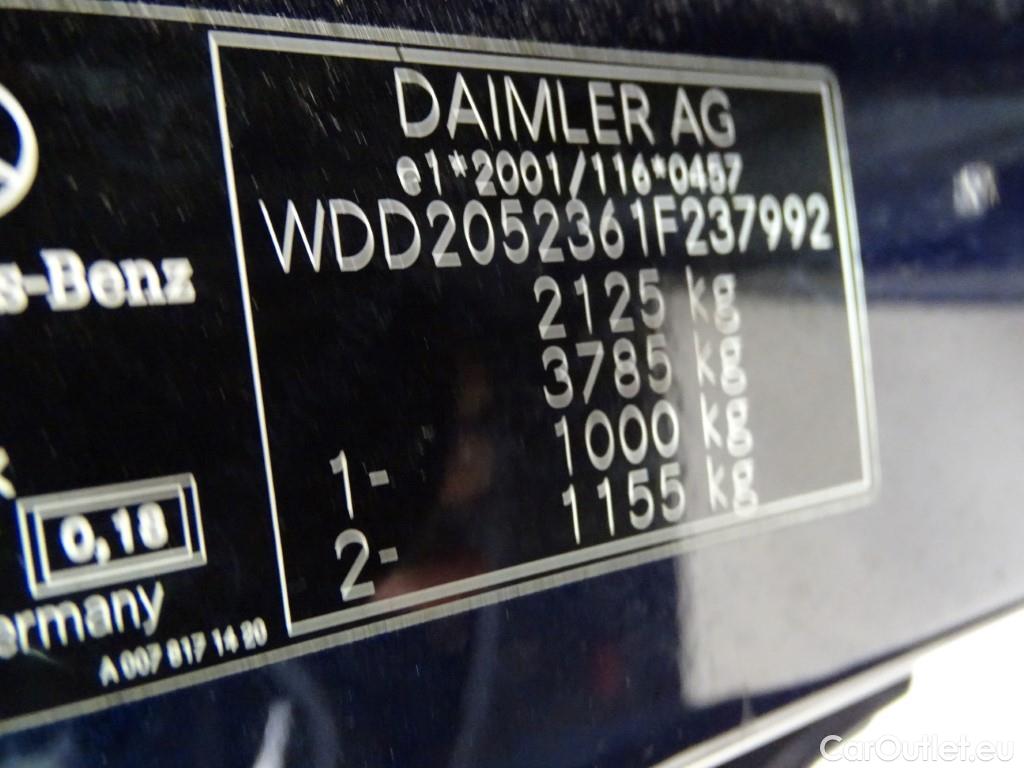 DAIMLER AG
e1*2001/116*0457
WDD2052361F237992
2125 kg
3785 kg
1- 1000 kg
2- 1155 kg
s-Benz
0,18
ermany
A 007 817 14 20
CarOutlet.eu